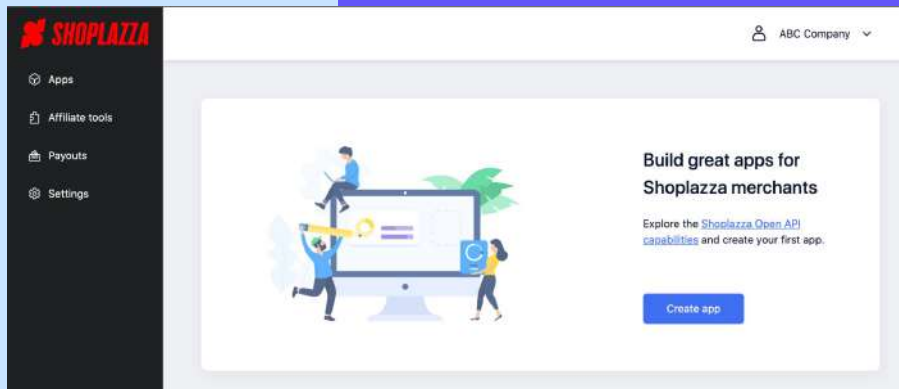 SHOPLAZZA
ABC Company
Apps
Affiliate tools
Payouts
Settings
Build great apps for
Shoplazza merchants
Explore the Shoplazza Open API
capabilities and create your first app.
Create app